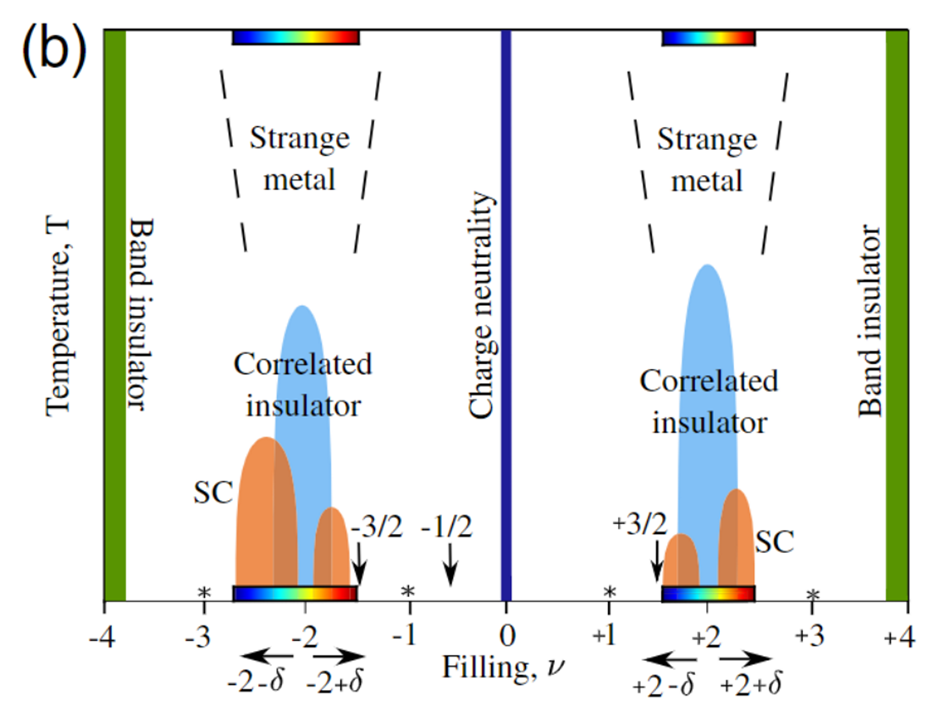 (b)
Strange
metal
Strange
metal
Temperature, T
Band insulator
Charge neutrality
Band insulator
Correlated
insulator
Correlated
insulator
SC
-3/2
-1/2
+3/2
SC
*
*
*
*
-4
-3
-2
-1
0
+1
+2
+3
+4
-2-δ
-2+δ
Filling, ν
+2-δ
+2+δ